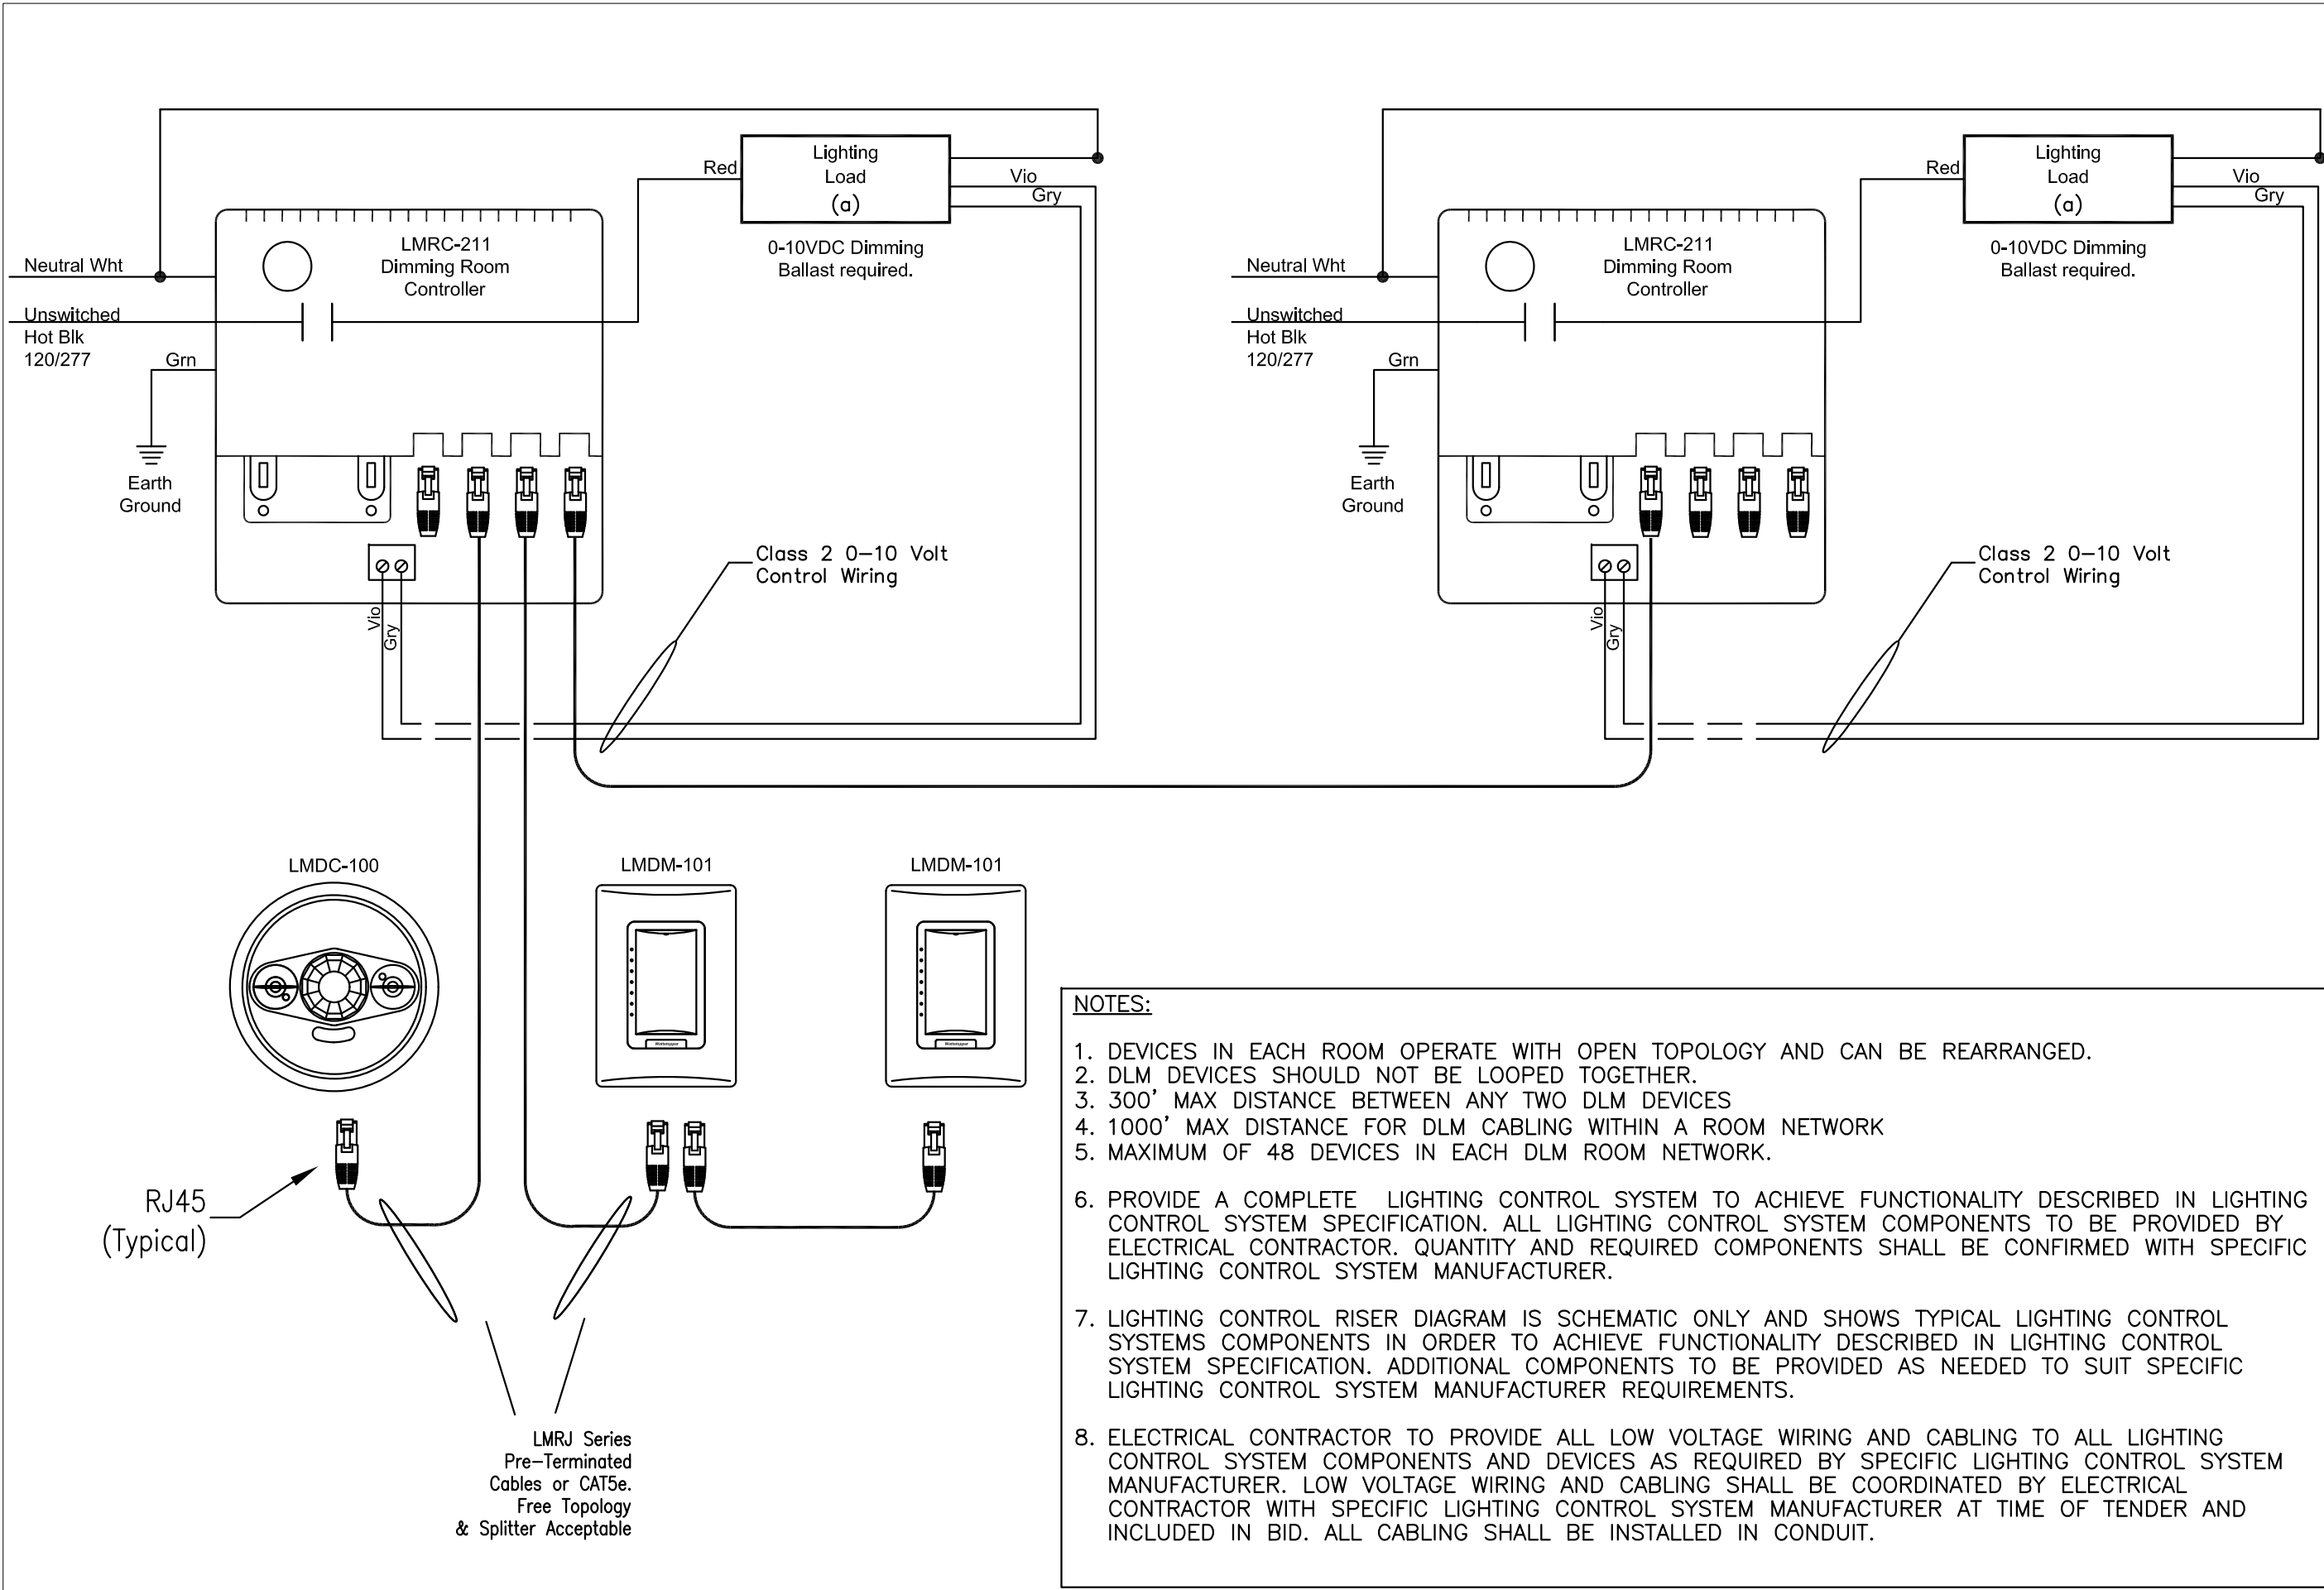 Neutral Wht
Unswitched
Hot Blk
120/277
Grn
Earth
Ground
LMRC-211
Dimming Room
Controller
Red
Lighting
Load
(a)
Vio
Gry
0-10VDC Dimming
Ballast required.
Vio
Gry
Class 2 0-10 Volt
Control Wiring
Neutral Wht
Unswitched
Hot Blk
120/277
Grn
Earth
Ground
LMRC-211
Dimming Room
Controller
Red
Lighting
Load
(a)
Vio
Gry
0-10VDC Dimming
Ballast required.
Vio
Gry
Class 2 0-10 Volt
Control Wiring
LMDC-100
LMDM-101
LMDM-101
RJ45
(Typical)
LMRJ Series
Pre-Terminated
Cables or CAT5e.
Free Topology
& Splitter Acceptable
NOTES:
1. DEVICES IN EACH ROOM OPERATE WITH OPEN TOPOLOGY AND CAN BE REARRANGED.
2. DLM DEVICES SHOULD NOT BE LOOPED TOGETHER.
3. 300' MAX DISTANCE BETWEEN ANY TWO DLM DEVICES
4. 1000' MAX DISTANCE FOR DLM CABLING WITHIN A ROOM NETWORK
5. MAXIMUM OF 48 DEVICES IN EACH DLM ROOM NETWORK.
6. PROVIDE A COMPLETE LIGHTING CONTROL SYSTEM TO ACHIEVE FUNCTIONALITY DESCRIBED IN LIGHTING
CONTROL SYSTEM SPECIFICATION. ALL LIGHTING CONTROL SYSTEM COMPONENTS TO BE PROVIDED BY
ELECTRICAL CONTRACTOR. QUANTITY AND REQUIRED COMPONENTS SHALL BE CONFIRMED WITH SPECIFIC
LIGHTING CONTROL SYSTEM MANUFACTURER.
7. LIGHTING CONTROL RISER DIAGRAM IS SCHEMATIC ONLY AND SHOWS TYPICAL LIGHTING CONTROL
SYSTEMS COMPONENTS IN ORDER TO ACHIEVE FUNCTIONALITY DESCRIBED IN LIGHTING CONTROL
SYSTEM SPECIFICATION. ADDITIONAL COMPONENTS TO BE PROVIDED AS NEEDED TO SUIT SPECIFIC
LIGHTING CONTROL SYSTEM MANUFACTURER REQUIREMENTS.
8. ELECTRICAL CONTRACTOR TO PROVIDE ALL LOW VOLTAGE WIRING AND CABLING TO ALL LIGHTING
CONTROL SYSTEM COMPONENTS AND DEVICES AS REQUIRED BY SPECIFIC LIGHTING CONTROL SYSTEM
MANUFACTURER. LOW VOLTAGE WIRING AND CABLING SHALL BE COORDINATED BY ELECTRICAL
CONTRACTOR WITH SPECIFIC LIGHTING CONTROL SYSTEM MANUFACTURER AT TIME OF TENDER AND
INCLUDED IN BID. ALL CABLING SHALL BE INSTALLED IN CONDUIT.